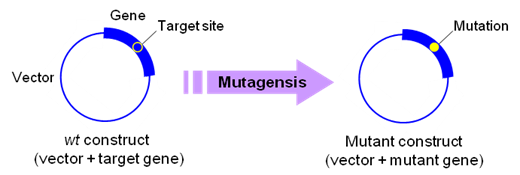 Gene
Target site
Vector
wt construct
(vector + target gene)
Mutagensis
Mutation
Mutant construct
(vector + mutant gene)